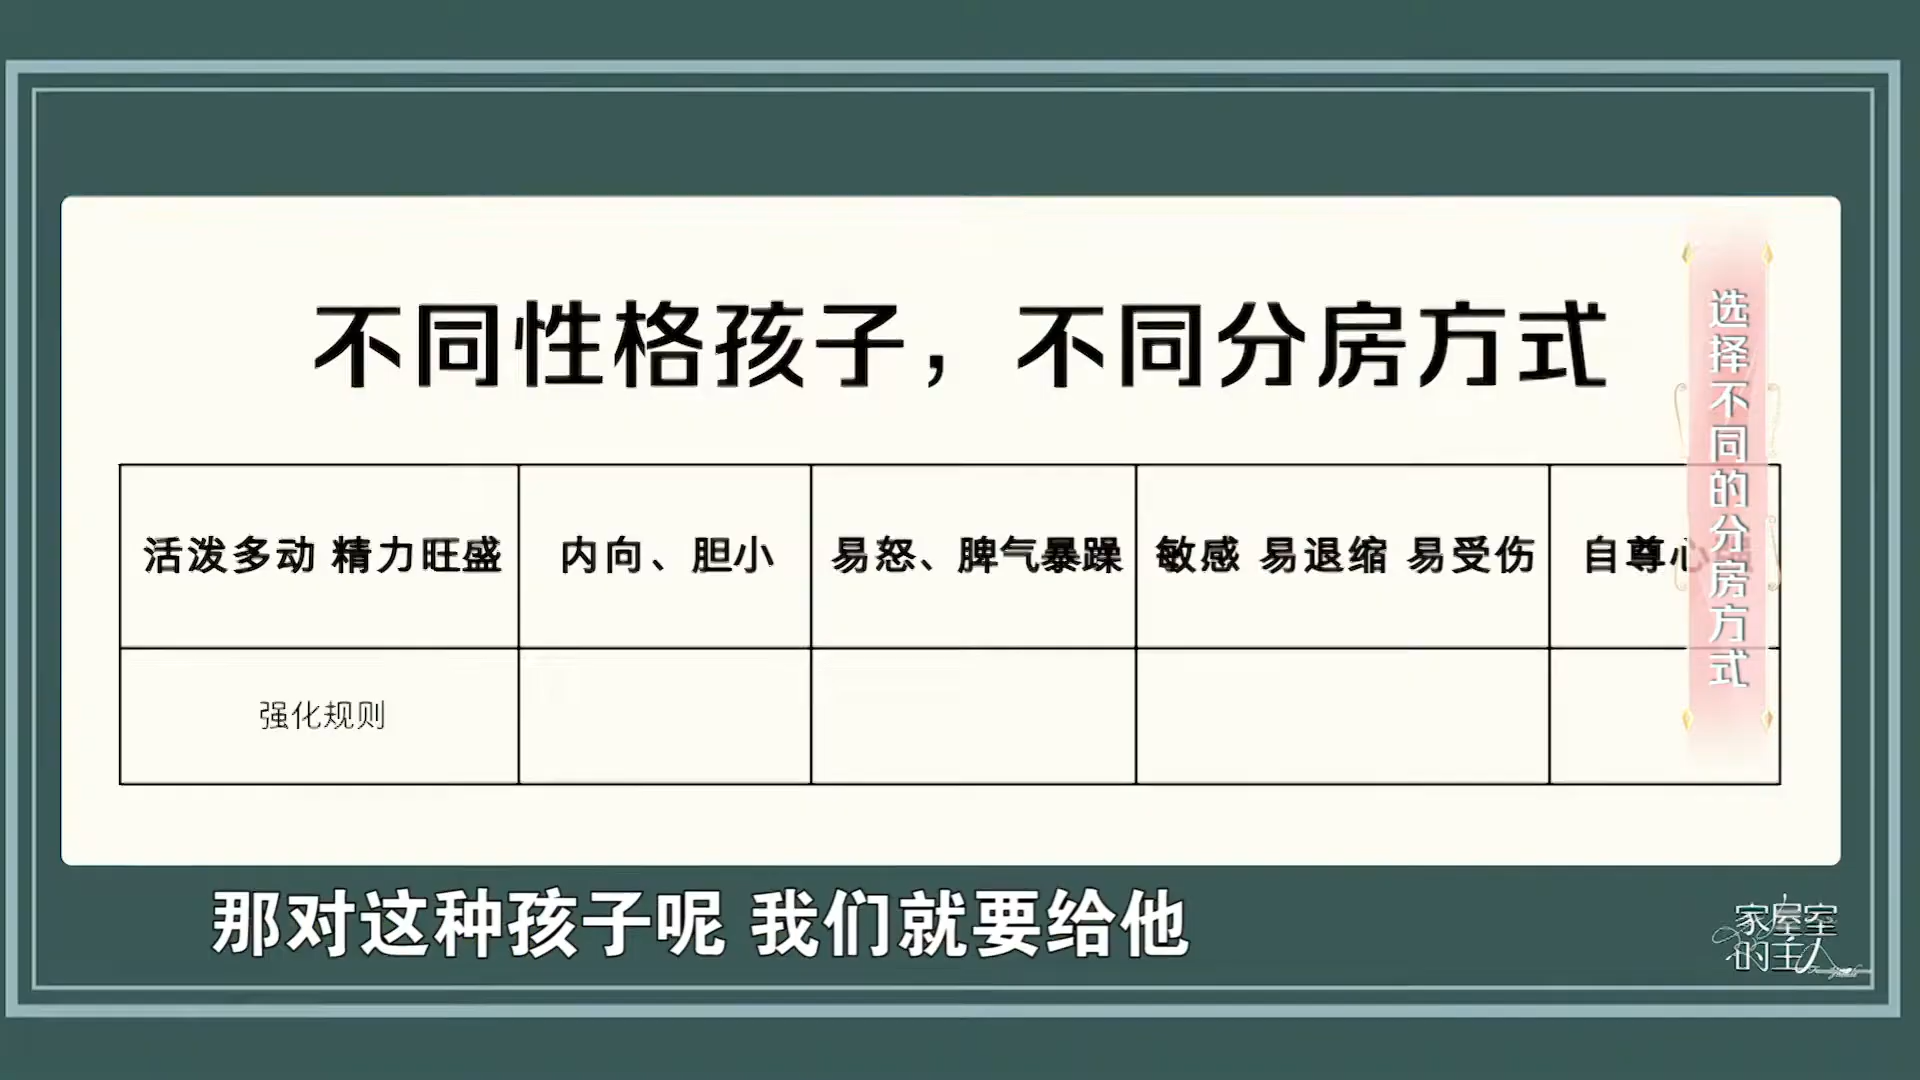 不同性格孩子，不同分房方式
选择不同的分房方式
活泼多动 精力旺盛
内向、胆小
易怒、脾气暴躁
敏感 易退缩 易受伤
自尊心
强化规则
那对这种孩子呢 我们就要给他
家屋室
的主人